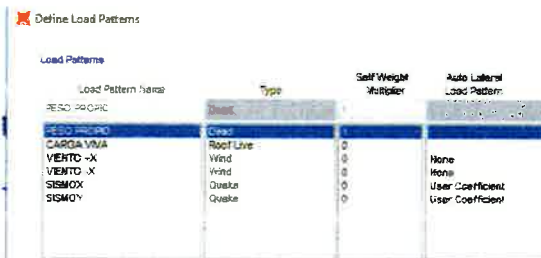 Define Load Patterns
Load Patterns
Load Pattern Name Type Self Weight Multiplier Auto Lateral Load Pattern
PESO PROPIO Dead 1
PESO PROPIO Dead 1
CARGA VIVA Roof Live 0
VIENTO +X Wind 0 None
VIENTO -X Wind 0 None
SISMOX Quake 0 User Coefficient
SISMOY Quake 0 User Coefficient